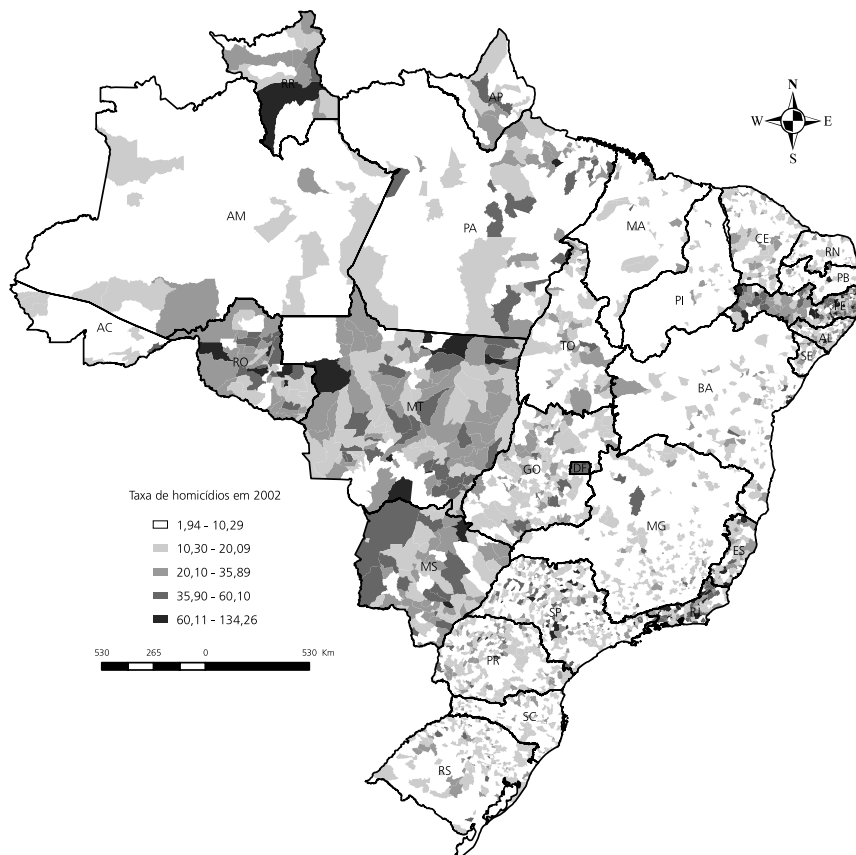 N
W E
S
RR
AP
AM
PA
MA
CE
RN
PB
PE
PI
AC
AL
TO
SE
RO
BA
MT
GO
DF
MG
ES
MS
SP
RJ
PR
SC
RS
Taxa de homicídios em 2002
1,94 - 10,29
10,30 - 20,09
20,10 - 35,89
35,90 - 60,10
60,11 - 134,26
530 265 0 530 Km